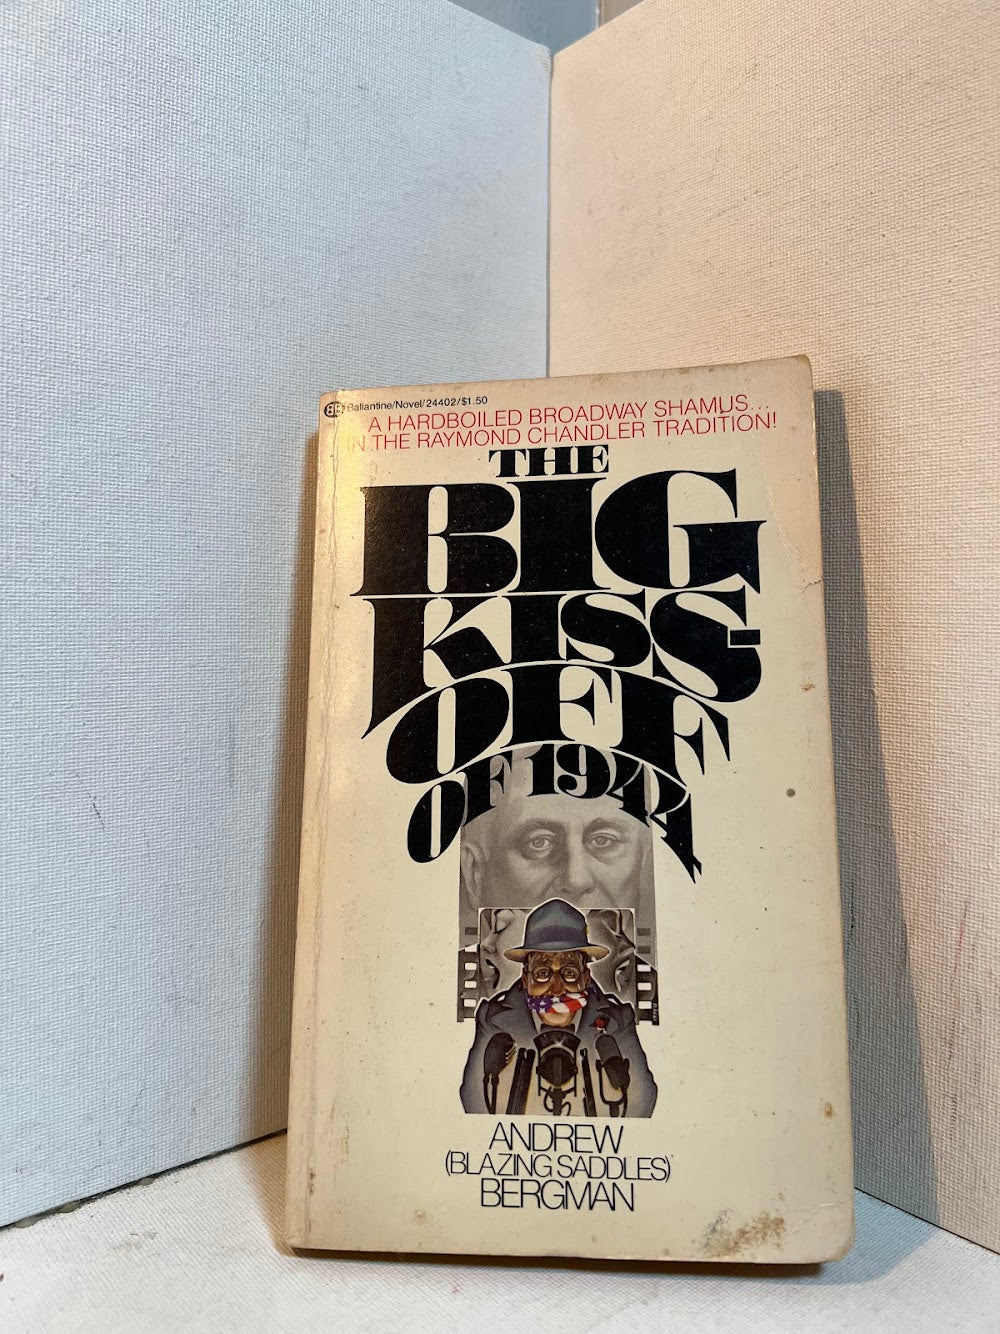 BB Ballantine/Novel/24402/$1.50
A HARDBOILED BROADWAY SHAMUS...
IN THE RAYMOND CHANDLER TRADITION!
THE
BIG
KISS-
OFF
OF 1944
ANDREW
(BLAZING SADDLES)
BERGMAN